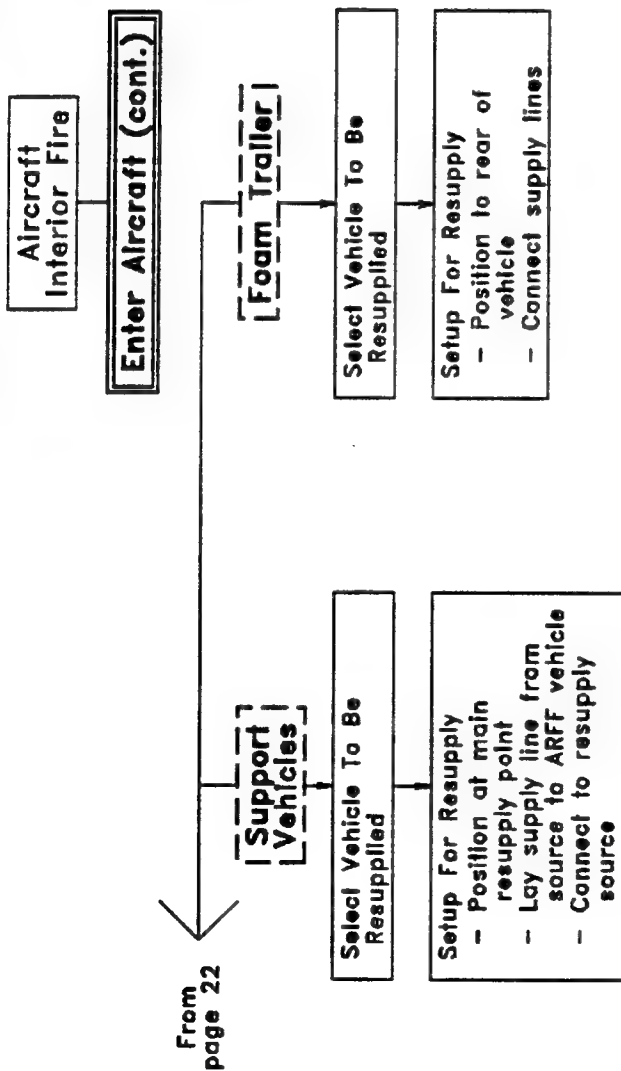 Aircraft
Interior Fire
Enter Aircraft (cont.)
From
page 22
Support
Vehicles
Select Vehicle To Be
Resupplied
Setup For Resupply
- Position at main
resupply point
- Lay supply line from
source to ARFF vehicle
- Connect to resupply
source
Foam Trailer
Select Vehicle To Be
Resupplied
Setup For Resupply
- Position to rear of
vehicle
- Connect supply lines